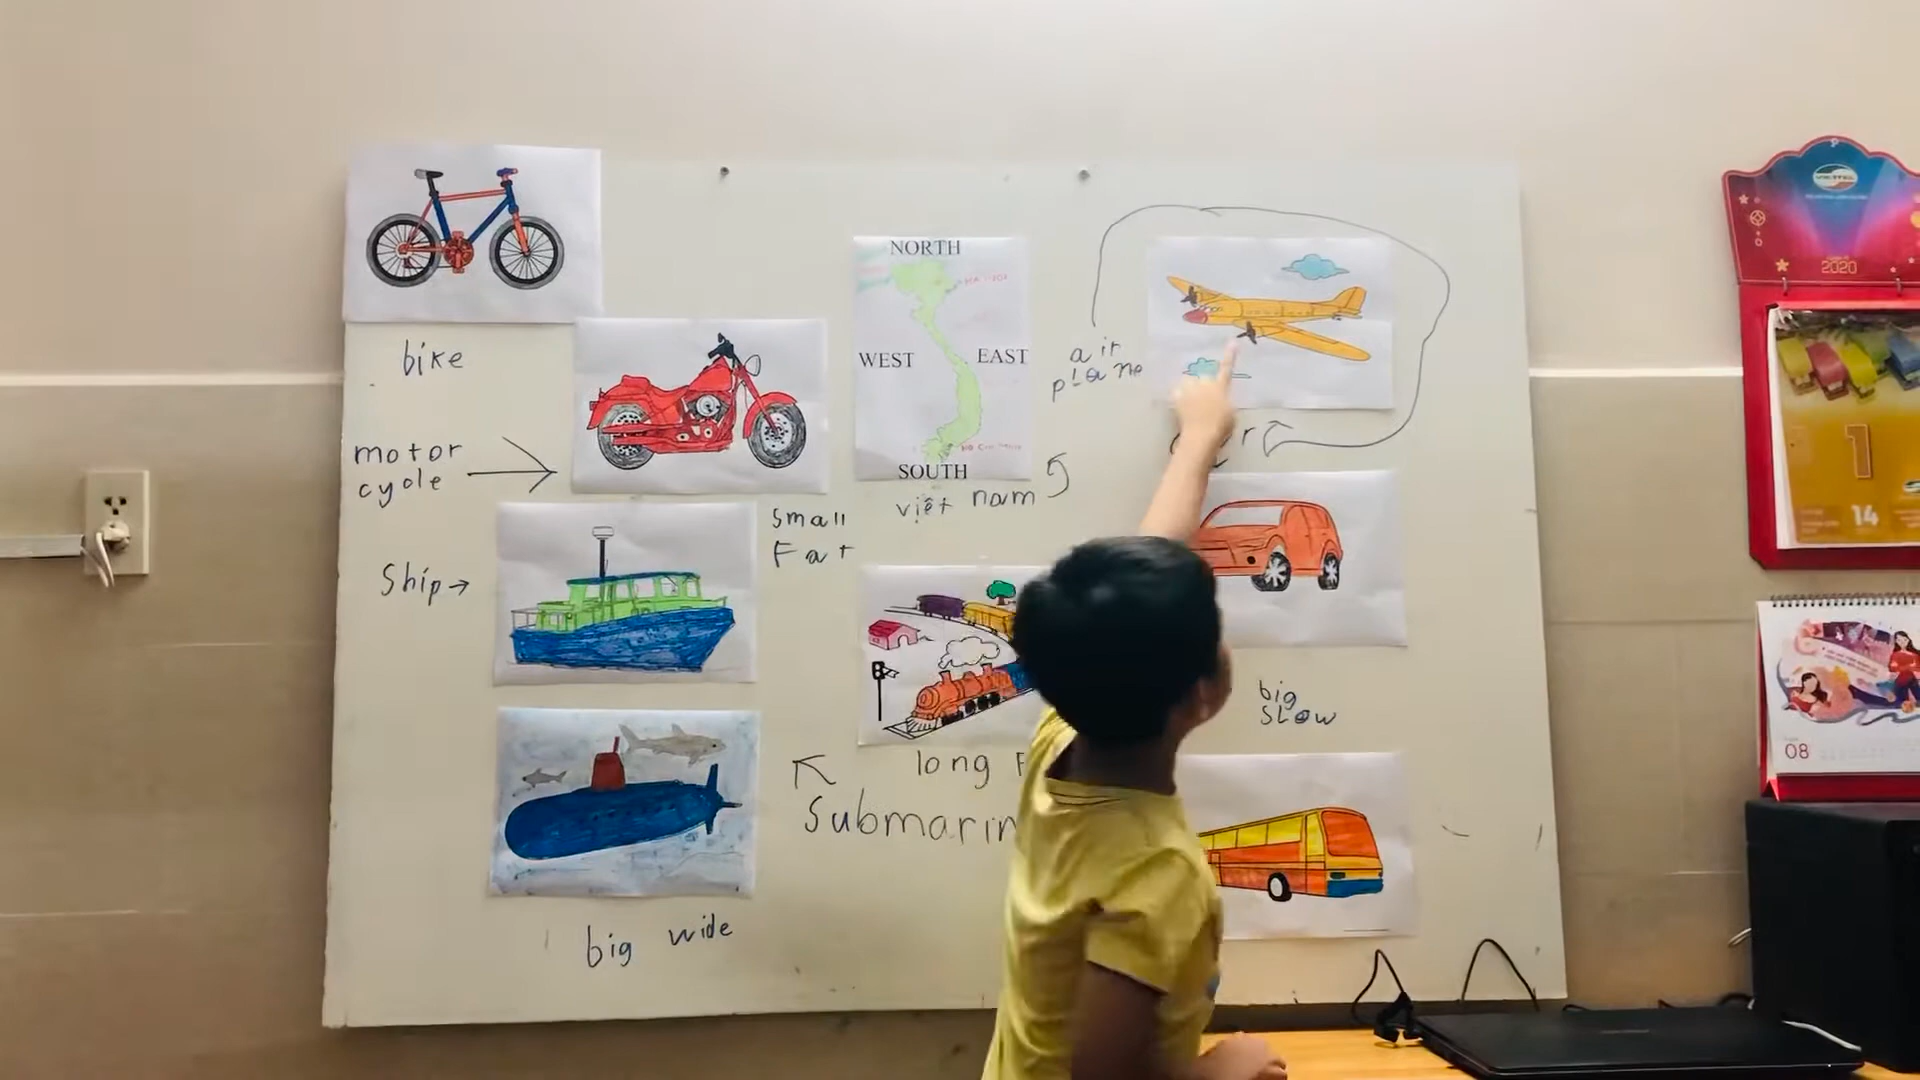 bike
motor
cycle
Ship
small
Fat
NORTH
WEST
EAST
SOUTH
việt nam
air
plane
long
Submarin
big wide
big
slow
VIETTEL
2020
1
14
08